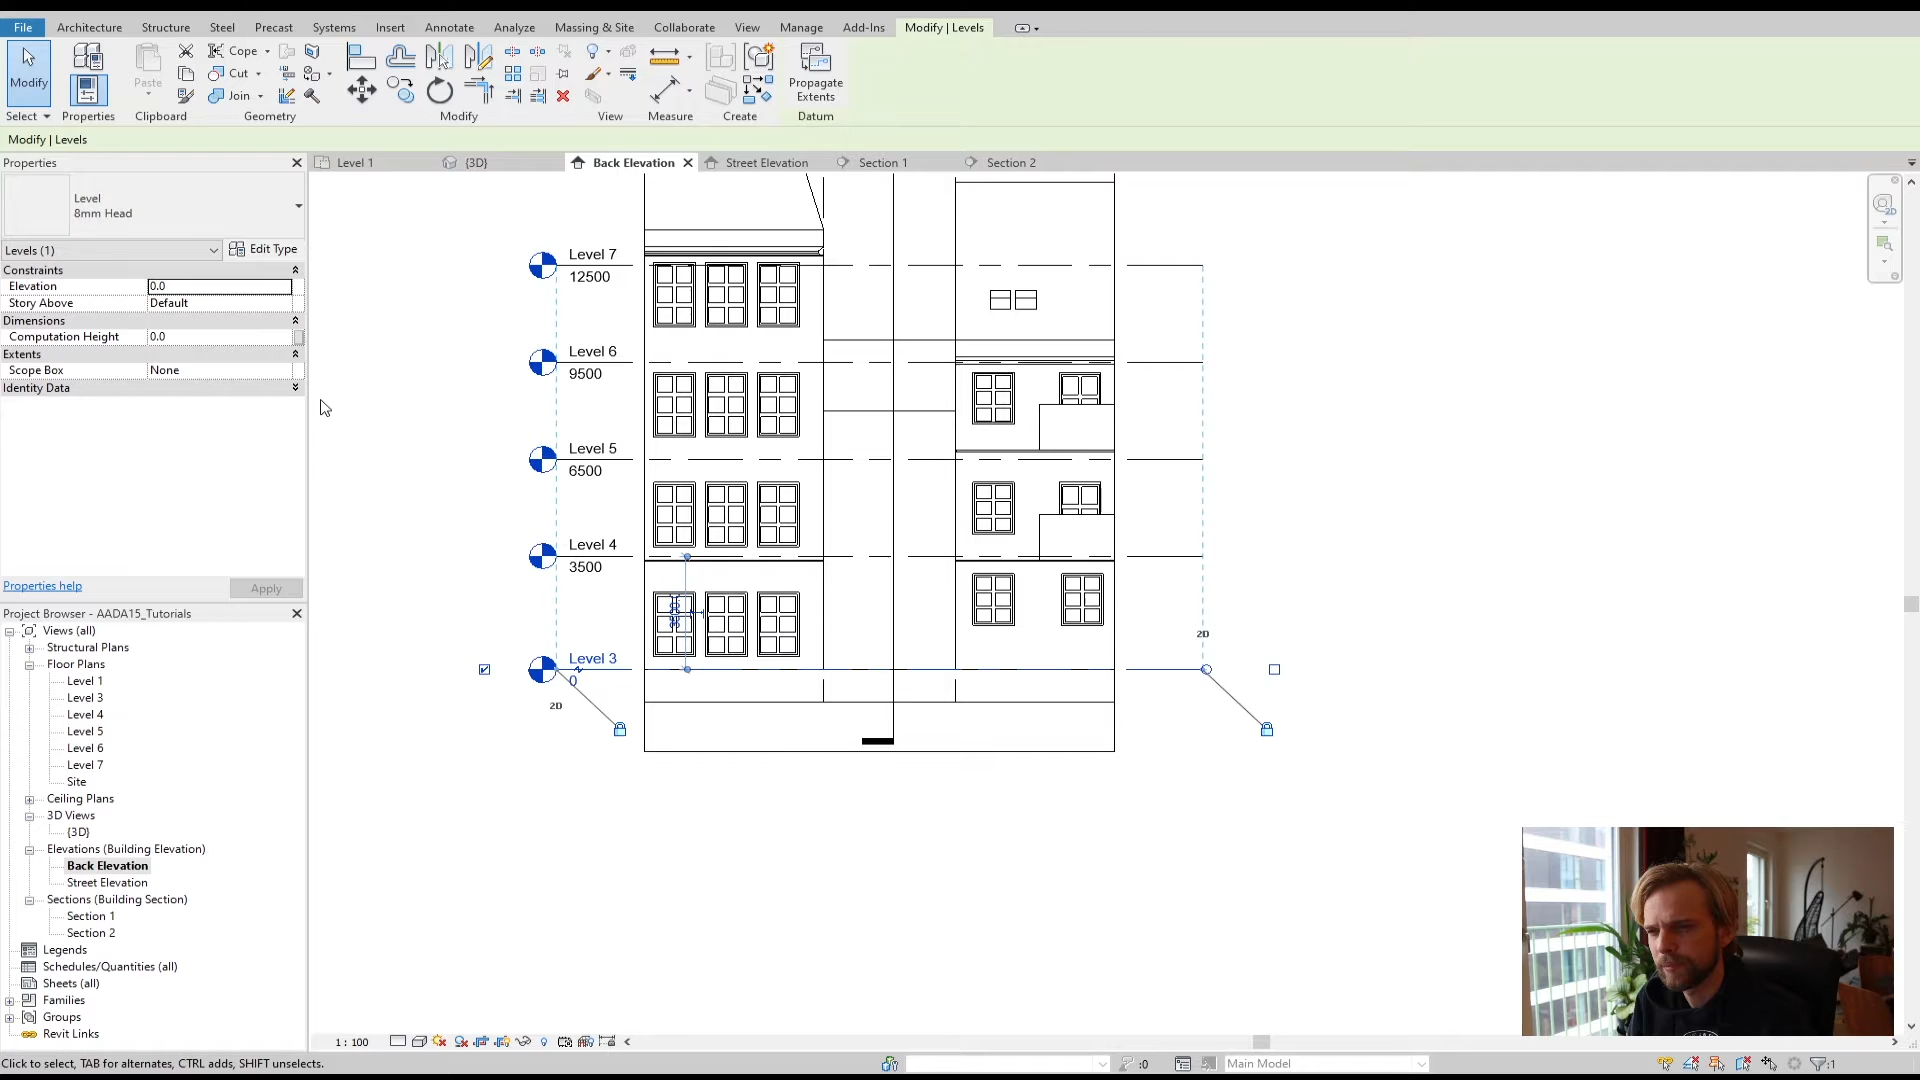 File Architecture Structure Steel Precast Systems Insert Annotate Analyze Massing & Site Collaborate View Manage Add-Ins Modify | Levels
Modify
Paste
Cope
Cut
Join
Propagate
Extents
Select Properties Clipboard Geometry Modify View Measure Create Datum
Modify | Levels
Properties
Level 1 {3D} Back Elevation Street Elevation Section 1 Section 2
Level
8mm Head
Levels (1) Edit Type
Constraints
Elevation 0.0
Story Above Default
Dimensions
Computation Height 0.0
Extents
Scope Box None
Identity Data
Properties help Apply
Project Browser - AADA15_Tutorials
Views (all)
Structural Plans
Floor Plans
Level 1
Level 3
Level 4
Level 5
Level 6
Level 7
Site
Ceiling Plans
3D Views
{3D}
Elevations (Building Elevation)
Back Elevation
Street Elevation
Sections (Building Section)
Section 1
Section 2
Legends
Schedules/Quantities (all)
Sheets (all)
Families
Groups
Revit Links
Level 7
12500
Level 6
9500
Level 5
6500
Level 4
3500
3500.0
Level 3
0
2D
2D
2D
1 : 100
Click to select, TAB for alternates, CTRL adds, SHIFT unselects.
:0
Main Model
:1